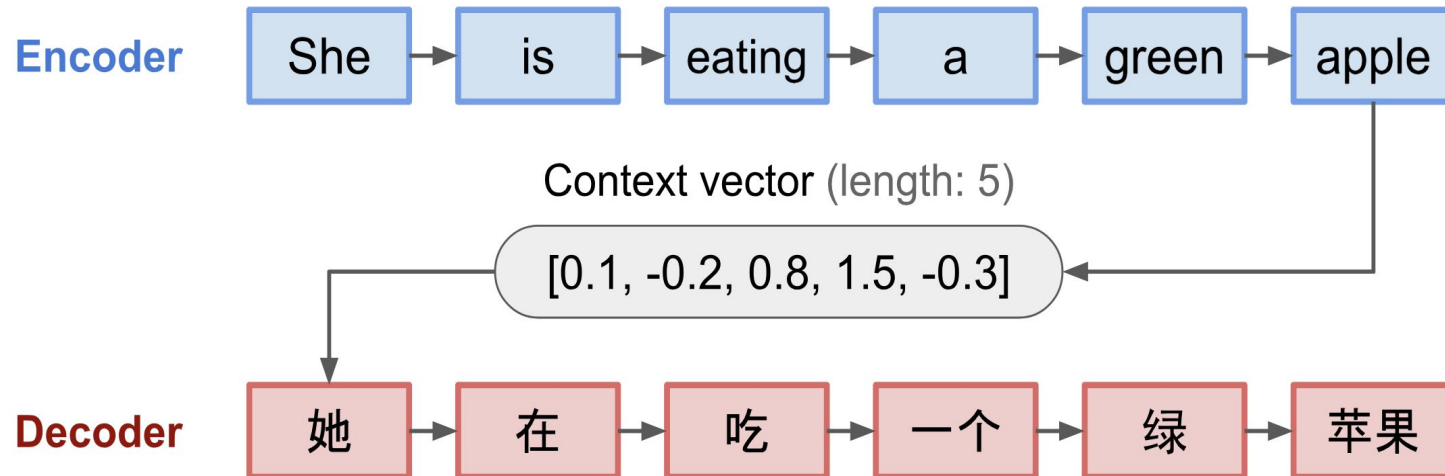 Encoder She is eating a green apple
Context vector (length: 5)
[0.1, -0.2, 0.8, 1.5, -0.3]
Decoder 她 在 吃 一个 绿 苹果